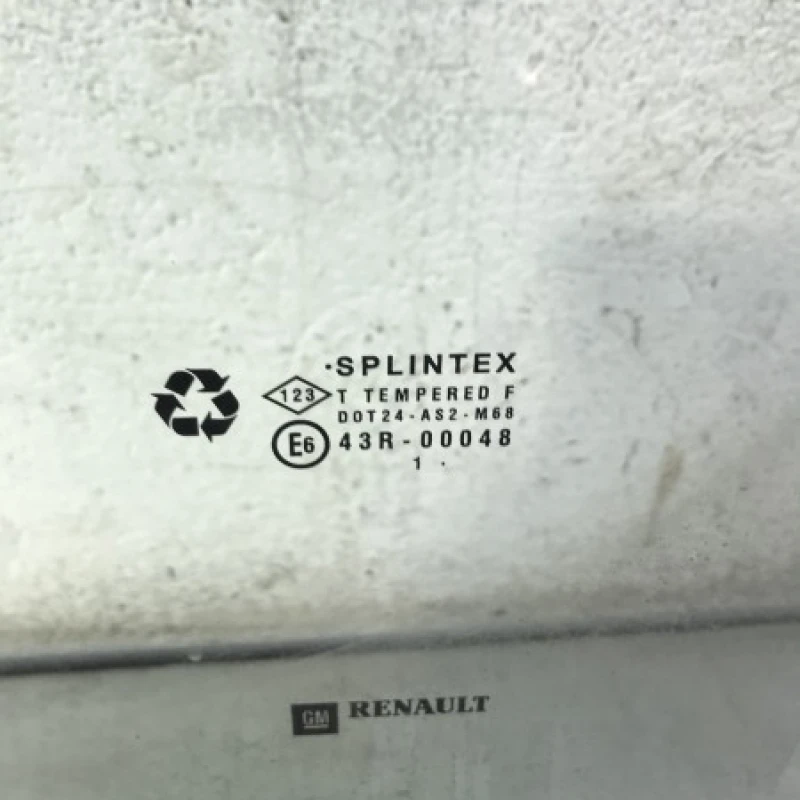 ·SPLINTEX
123 T TEMPERED F
DOT24-AS2-M68
E6 43R-00048
1 .
GM RENAULT